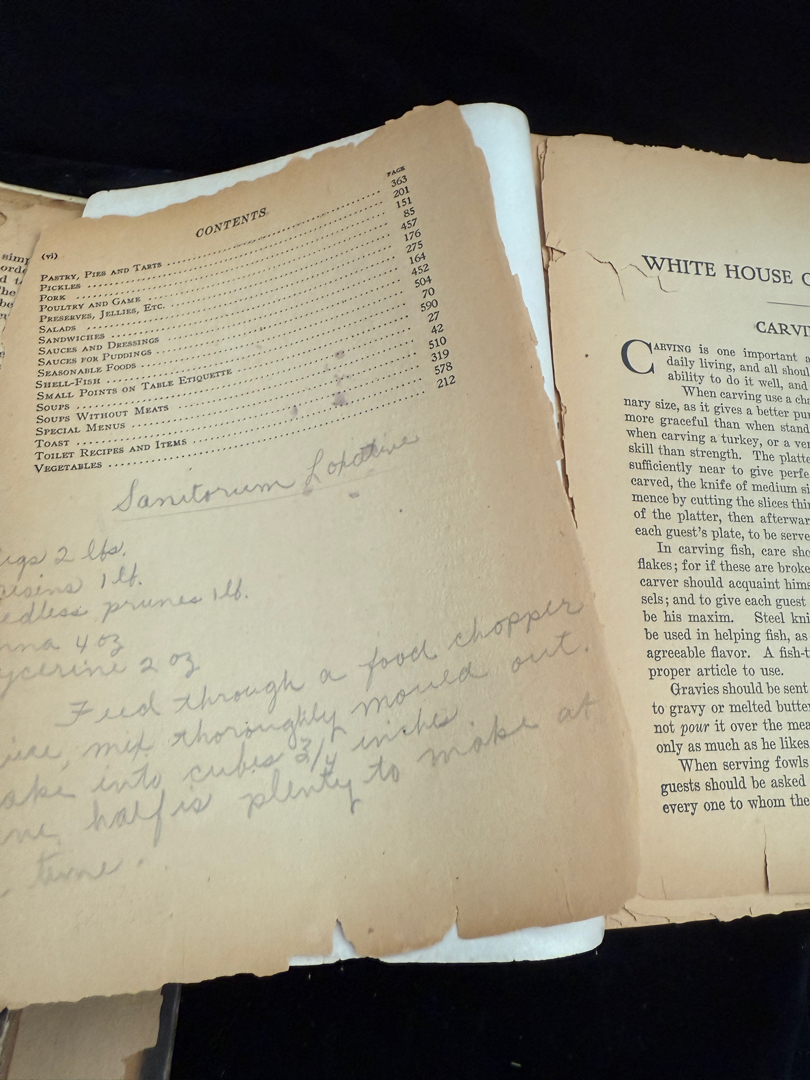 simp
orde
(vi) CONTENTS
PAGE
PASTRY, PIES AND TARTS 363
PICKLES 201
PORK 151
POULTRY AND GAME 85
PRESERVES, JELLIES, ETC. 457
SALADS 176
SANDWICHES 275
SAUCES AND DRESSINGS 164
SAUCES FOR PUDDINGS 452
SEASONABLE FOODS 504
SHELL-FISH 70
SMALL POINTS ON TABLE ETIQUETTE 590
SOUPS 27
SOUPS WITHOUT MEATS 42
SPECIAL MENUS 510
TOAST 319
TOILET RECIPES AND ITEMS 578
VEGETABLES 212
Sanitorum Loxative
igs 2 lbs.
aisins 1 lb.
edless prunes 1 lb.
nna 4 oz
ycerine 2 oz
Feed through a food chopper
mix thoroughly mould out.
ake into cubes 3/4 inches.
ne half is plenty to make at
time.
WHITE HOUSE C
CARVI
CARVING is one important a
daily living, and all shoul
ability to do it well, and
When carving use a cha
nary size, as it gives a better pur
more graceful than when stand
when carving a turkey, or a ver
skill than strength. The platte
sufficiently near to give perfe
carved, the knife of medium si
mence by cutting the slices thin
of the platter, then afterwar
each guest's plate, to be serve
In carving fish, care sho
flakes; for if these are broke
carver should acquaint hims
sels; and to give each guest
be his maxim. Steel kni
be used in helping fish, as
agreeable flavor. A fish-t
proper article to use.
Gravies should be sent
to gravy or melted butter
not pour it over the mea
only as much as he likes
When serving fowls
guests should be asked
every one to whom the